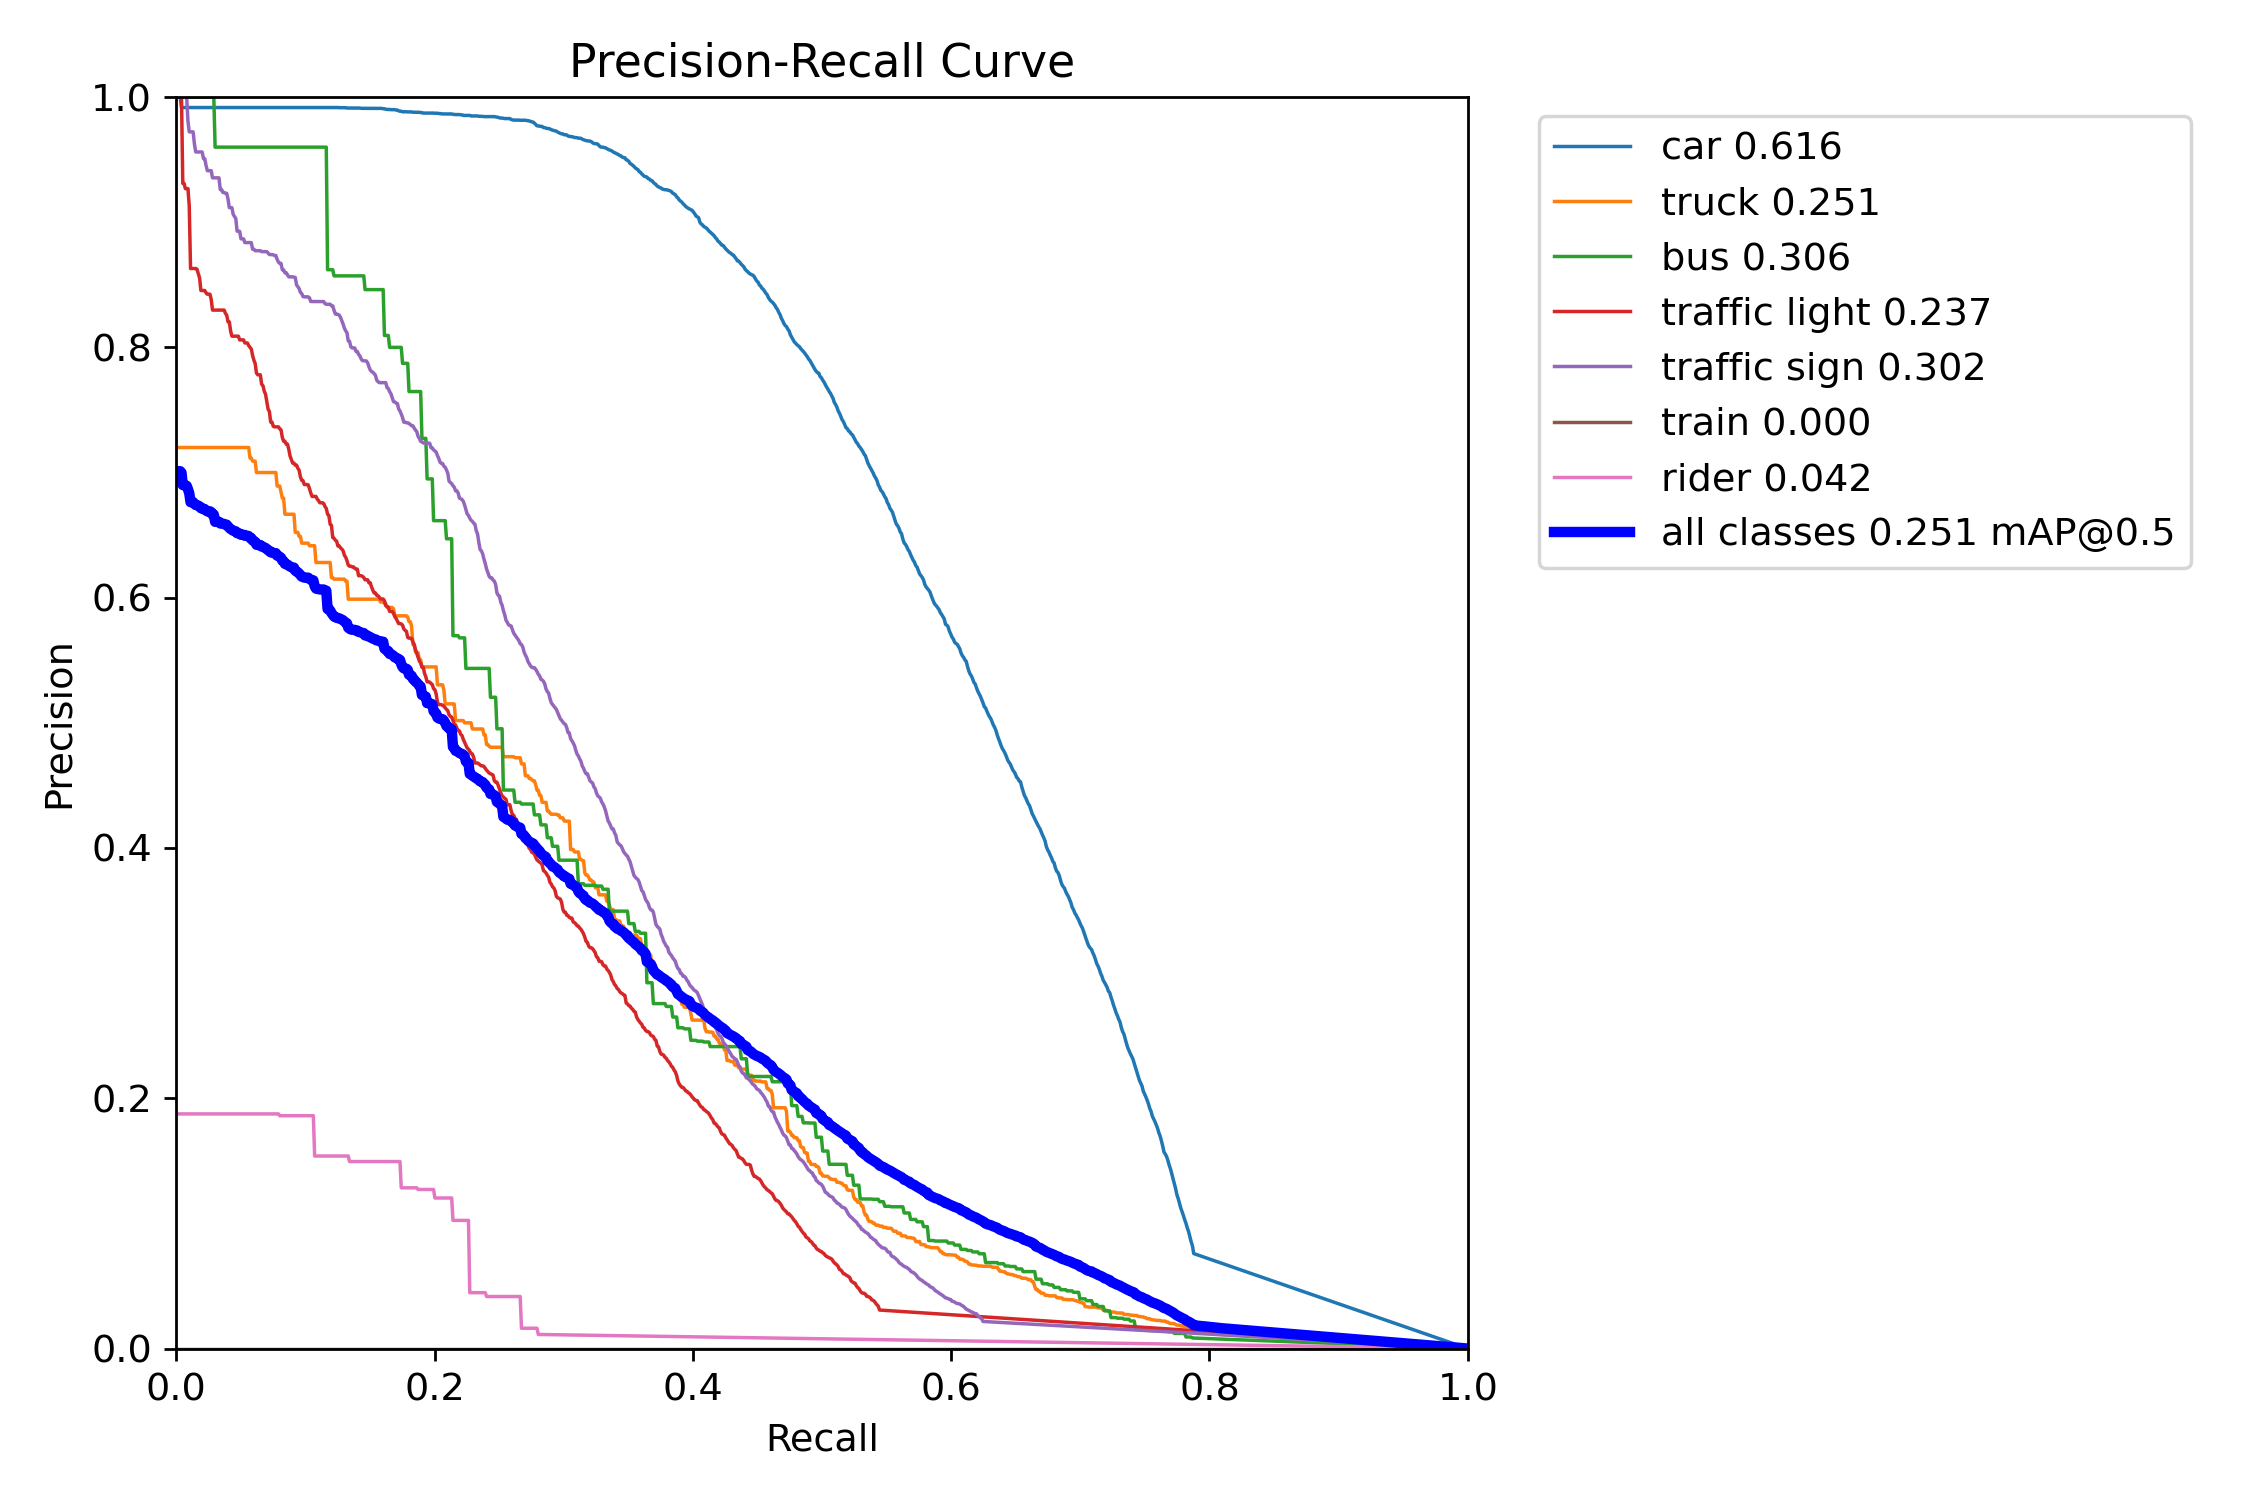 Precision-Recall Curve
1.0
0.8
0.6
0.4
0.2
0.0
Precision
0.0 0.2 0.4 0.6 0.8 1.0
Recall
car 0.616
truck 0.251
bus 0.306
traffic light 0.237
traffic sign 0.302
train 0.000
rider 0.042
all classes 0.251 mAP@0.5